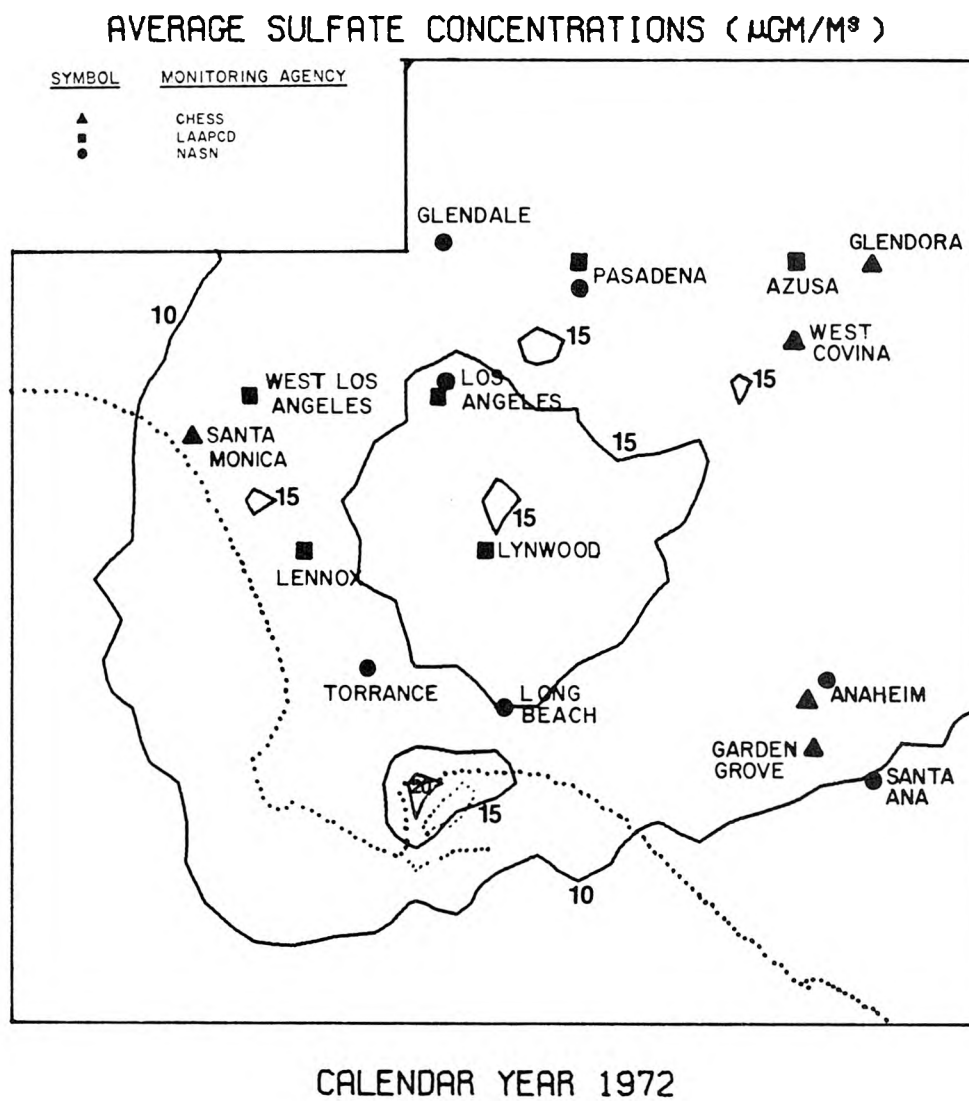 AVERAGE SULFATE CONCENTRATIONS (µGM/M³)
SYMBOL MONITORING AGENCY
CHESS
LAAPCD
NASN
GLENDALE
GLENDORA
PASADENA
AZUSA
10
15
WEST
COVINA
15
WEST LOS
ANGELES
LOS
ANGELES
SANTA
MONICA
15
15
15
LYNWOOD
LENNOX
TORRANCE
LONG
BEACH
ANAHEIM
GARDEN
GROVE
SANTA
ANA
20
15
10
CALENDAR YEAR 1972